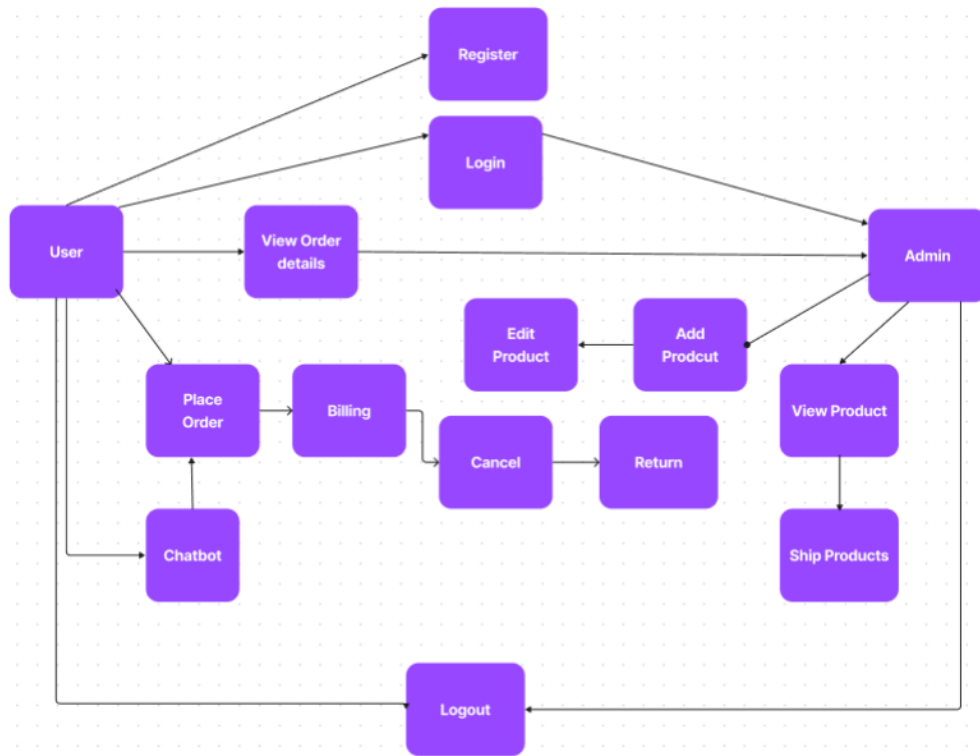 Register
Login
User
View Order
details
Admin
Edit
Product
Add
Prodcut
Place
Order
Billing
View Product
Cancel
Return
Chatbot
Ship Products
Logout